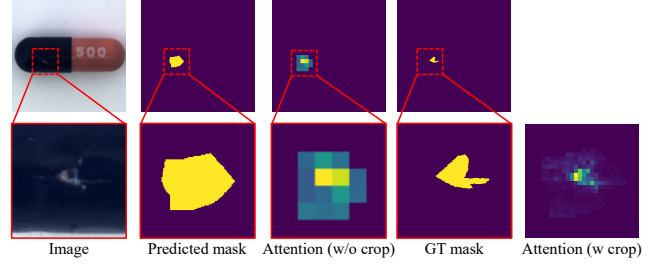 500
Image
Predicted mask
Attention (w/o crop)
GT mask
Attention (w crop)